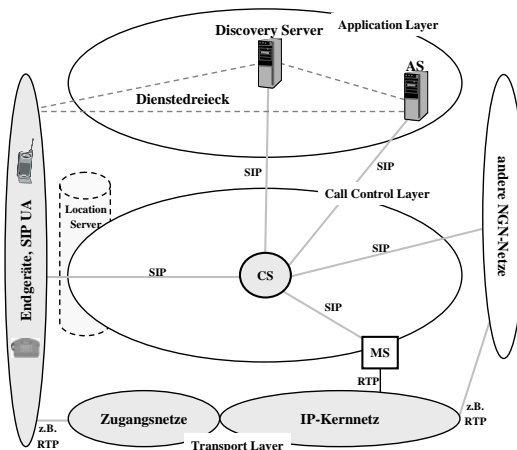 Application Layer
Discovery Server
AS
Dienstedreieck
SIP
SIP
Call Control Layer
Location
Server
Endgeräte, SIP UA
andere NGN-Netze
SIP
SIP
CS
SIP
MS
RTP
z.B.
RTP
Zugangsnetze
IP-Kernnetz
z.B.
RTP
Transport Layer